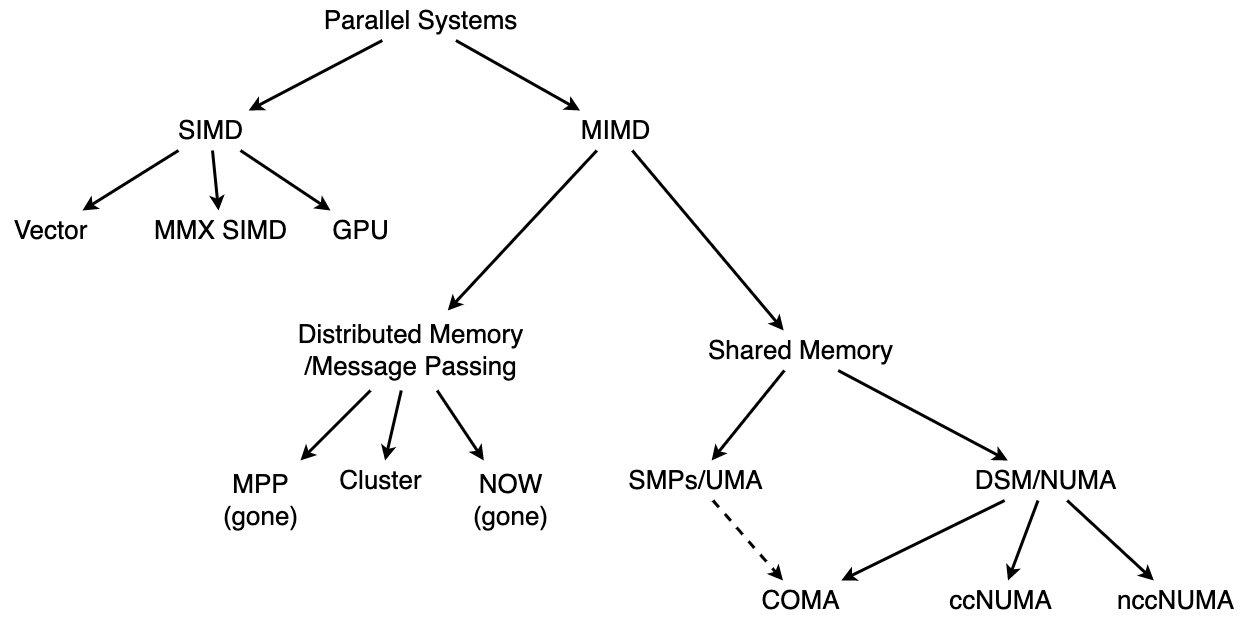 Parallel Systems
SIMD
MIMD
Vector
MMX SIMD
GPU
Distributed Memory
/Message Passing
Shared Memory
MPP
(gone)
Cluster
NOW
(gone)
SMPs/UMA
DSM/NUMA
COMA
ccNUMA
nccNUMA